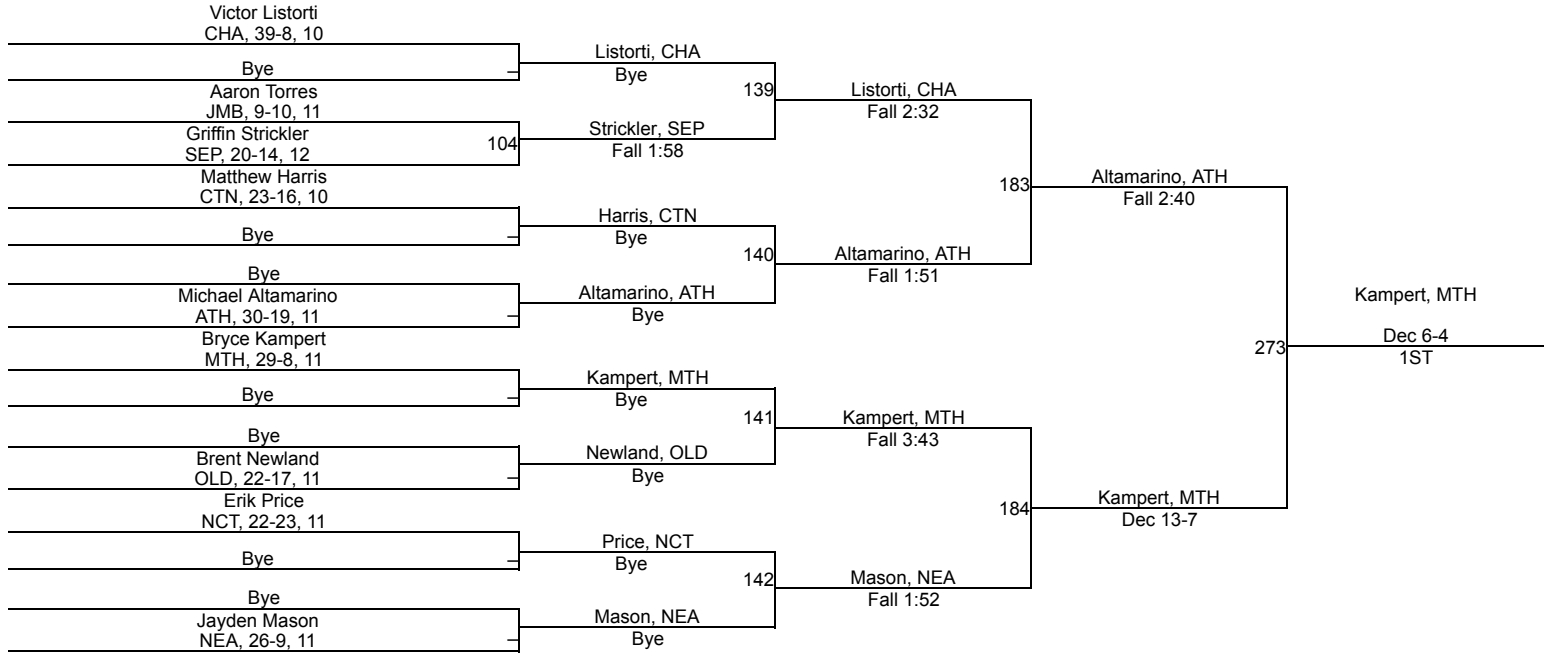 Victor Listorti
CHA, 39-8, 10
Bye
–
Aaron Torres
JMB, 9-10, 11
Griffin Strickler
SEP, 20-14, 12
104
Matthew Harris
CTN, 23-16, 10
Bye
–
Bye
Michael Altamarino
ATH, 30-19, 11
–
Bryce Kampert
MTH, 29-8, 11
Bye
–
Bye
Brent Newland
OLD, 22-17, 11
–
Erik Price
NCT, 22-23, 11
Bye
–
Bye
Jayden Mason
NEA, 26-9, 11
–
Listorti, CHA
Bye
139
Strickler, SEP
Fall 1:58
Harris, CTN
Bye
140
Altamarino, ATH
Bye
Kampert, MTH
Bye
141
Newland, OLD
Bye
Price, NCT
Bye
142
Mason, NEA
Bye
Listorti, CHA
Fall 2:32
183
Altamarino, ATH
Fall 1:51
Kampert, MTH
Fall 3:43
184
Mason, NEA
Fall 1:52
Altamarino, ATH
Fall 2:40
273
Kampert, MTH
Dec 13-7
Kampert, MTH
Dec 6-4
1ST